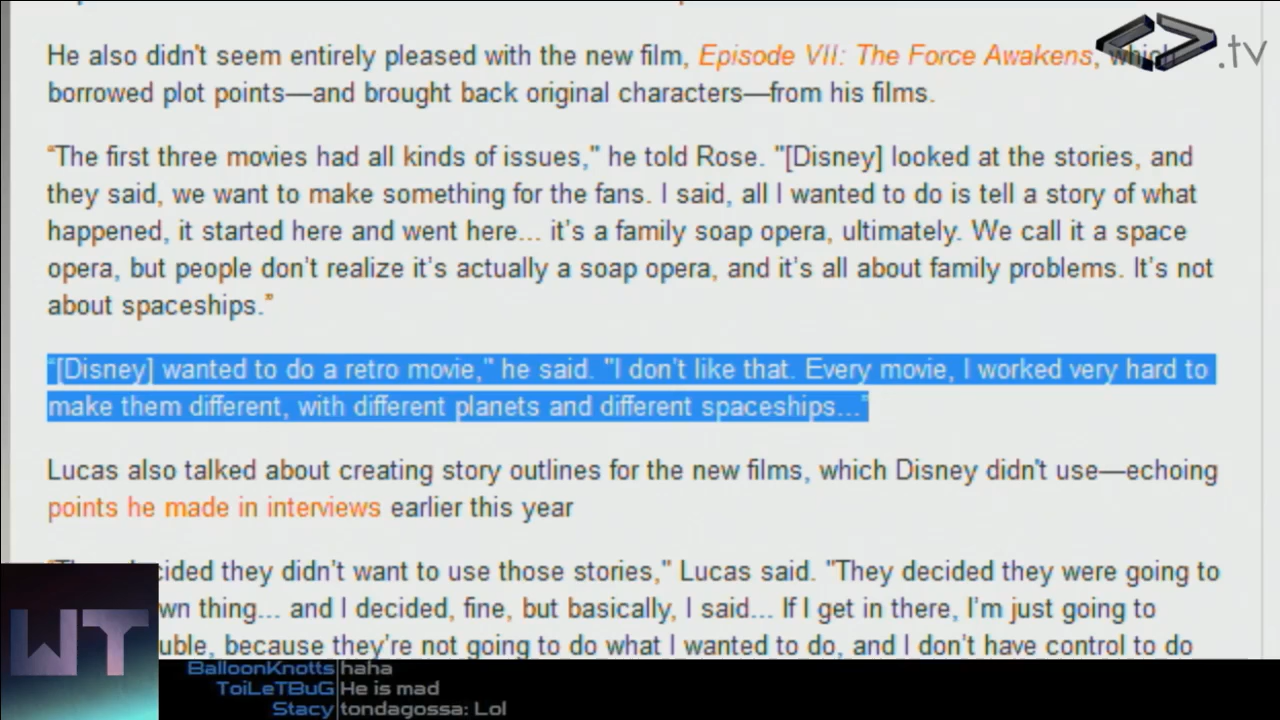 He also didn't seem entirely pleased with the new film, Episode VII: The Force Awakens, which
.tv
borrowed plot points—and brought back original characters—from his films.
“The first three movies had all kinds of issues," he told Rose. "[Disney] looked at the stories, and
they said, we want to make something for the fans. I said, all I wanted to do is tell a story of what
happened, it started here and went here... it’s a family soap opera, ultimately. We call it a space
opera, but people don’t realize it’s actually a soap opera, and it’s all about family problems. It’s not
about spaceships.”
“[Disney] wanted to do a retro movie," he said. "I don’t like that. Every movie, I worked very hard to
make them different, with different planets and different spaceships...”
Lucas also talked about creating story outlines for the new films, which Disney didn't use—echoing
points he made in interviews earlier this year
decided they didn’t want to use those stories," Lucas said. "They decided they were going to
thing... and I decided, fine, but basically, I said... If I get in there, I’m just going to
because they’re not going to do what I wanted to do, and I don’t have control to do
WT
BalloonKnotts haha
ToiLeTBuG He is mad
Stacy tondagossa: Lol